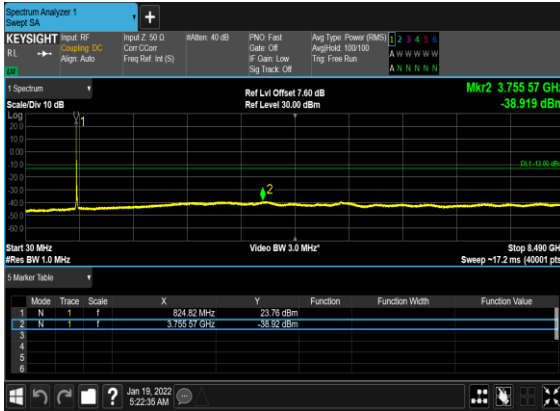 Spectrum Analyzer 1
Swept SA
+
KEYSIGHT Input: RF Input Z: 50 Ω #Atten: 40 dB PNO: Fast Avg Type: Power (RMS) 1 2 3 4 5 6
RL Coupling: DC Corr CCorr Gate: Off Avg|Hold: 100/100 A W W W W W
Align: Auto Freq Ref: Int (S) IF Gain: Low Trig: Free Run
Sig Track: Off A N N N N N
1 Spectrum
Scale/Div 10 dB Ref Lvl Offset 7.60 dB Mkr2 3.755 57 GHz
Ref Level 30.00 dBm -38.919 dBm
Log
20.0 1
10.0
0.00
-10.0 DL1 -13.00 dBm
-20.0
-30.0 2
-40.0
-50.0
-60.0
Start 30 MHz Video BW 3.0 MHz* Stop 8.490 GH
#Res BW 1.0 MHz Sweep ~17.2 ms (40001 pts
5 Marker Table
Mode Trace Scale X Y Function Function Width Function Value
1 N 1 f 824.82 MHz 23.76 dBm
2 N 1 f 3.755 57 GHz -38.92 dBm
3
4
5
6
? Jan 19, 2022
5:22:35 AM